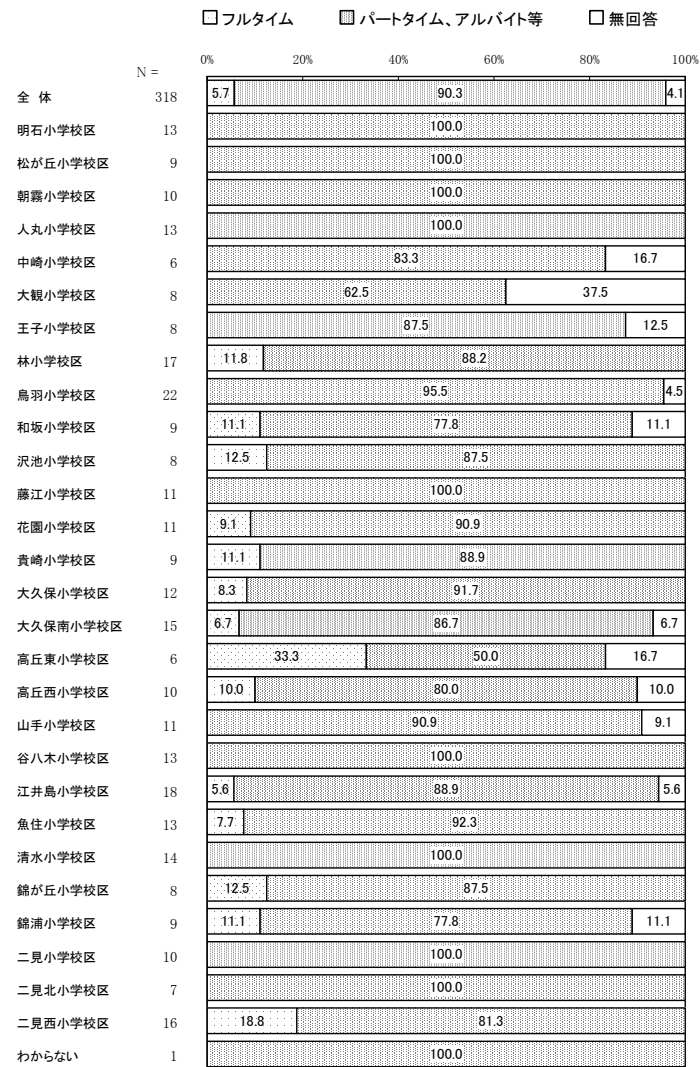 フルタイム パートタイム、アルバイト等 無回答
0% 20% 40% 60% 80% 100%
N =
全 体 318 5.7 90.3 4.1
明石小学校区 13 100.0
松が丘小学校区 9 100.0
朝霧小学校区 10 100.0
人丸小学校区 13 100.0
中崎小学校区 6 83.3 16.7
大観小学校区 8 62.5 37.5
王子小学校区 8 87.5 12.5
林小学校区 17 11.8 88.2
鳥羽小学校区 22 95.5 4.5
和坂小学校区 9 11.1 77.8 11.1
沢池小学校区 8 12.5 87.5
藤江小学校区 11 100.0
花園小学校区 11 9.1 90.9
貴崎小学校区 9 11.1 88.9
大久保小学校区 12 8.3 91.7
大久保南小学校区 15 6.7 86.7 6.7
高丘東小学校区 6 33.3 50.0 16.7
高丘西小学校区 10 10.0 80.0 10.0
山手小学校区 11 90.9 9.1
谷八木小学校区 13 100.0
江井島小学校区 18 5.6 88.9 5.6
魚住小学校区 13 7.7 92.3
清水小学校区 14 100.0
錦が丘小学校区 8 12.5 87.5
錦浦小学校区 9 11.1 77.8 11.1
二見小学校区 10 100.0
二見北小学校区 7 100.0
二見西小学校区 16 18.8 81.3
わからない 1 100.0